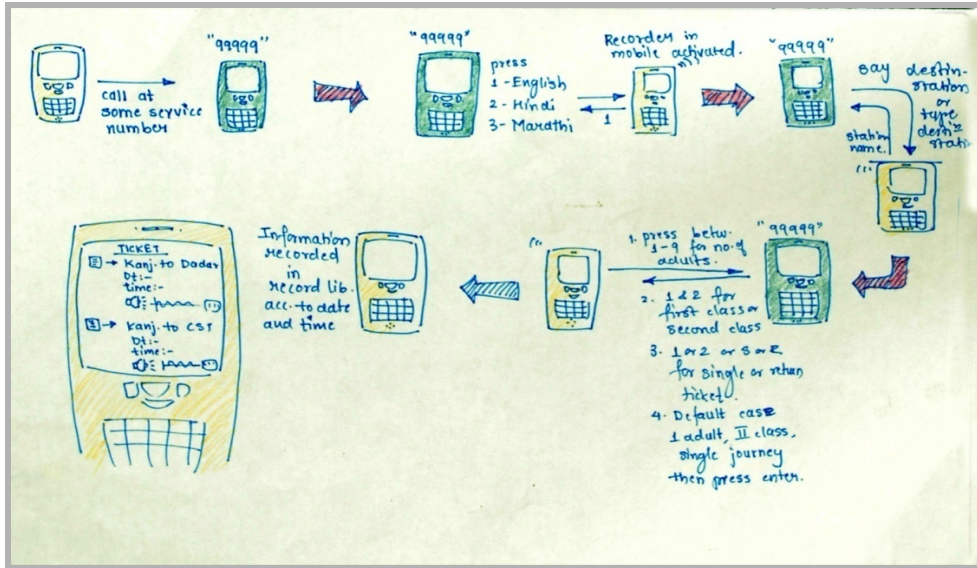 call at
some service
number
"99999"
"99999"
press
1 - English
2 - Hindi
3 - Marathi
1
Recorder in
mobile activated.
"99999"
say destin-
station
or
type
destin
stati
station
name.
"99999"
1. press betw.
1-9 for no. of
adults.
2. 1 & 2 for
first class or
second class
3. 1 or 2 or S or R
for single or retun
ticket.
4. Default case
1 adult, II class,
single journey
then press enter.
Information
recorded
in
record lib.
acc. to date
and time
TICKET
Kanj. to Dadar
Dt:-
time:-
Kanj. to CST
Dt:-
time:-